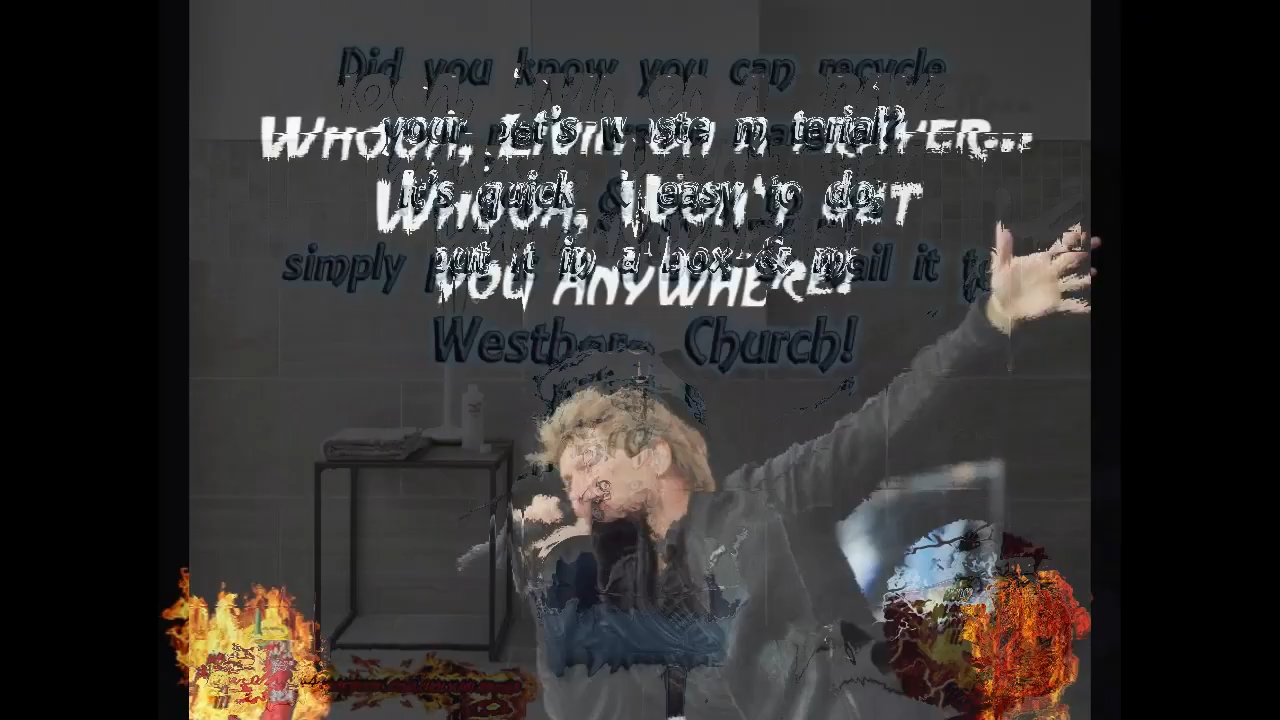 Did you know you can recycle
your pet's waste material?
WHOOA, LIVIN' ON A PRAYER...
It's quick & easy to do,
WHOOA, I DON'T GET
simply put it in a box & mail it to
YOU ANYWHERE!
Westboro Church!